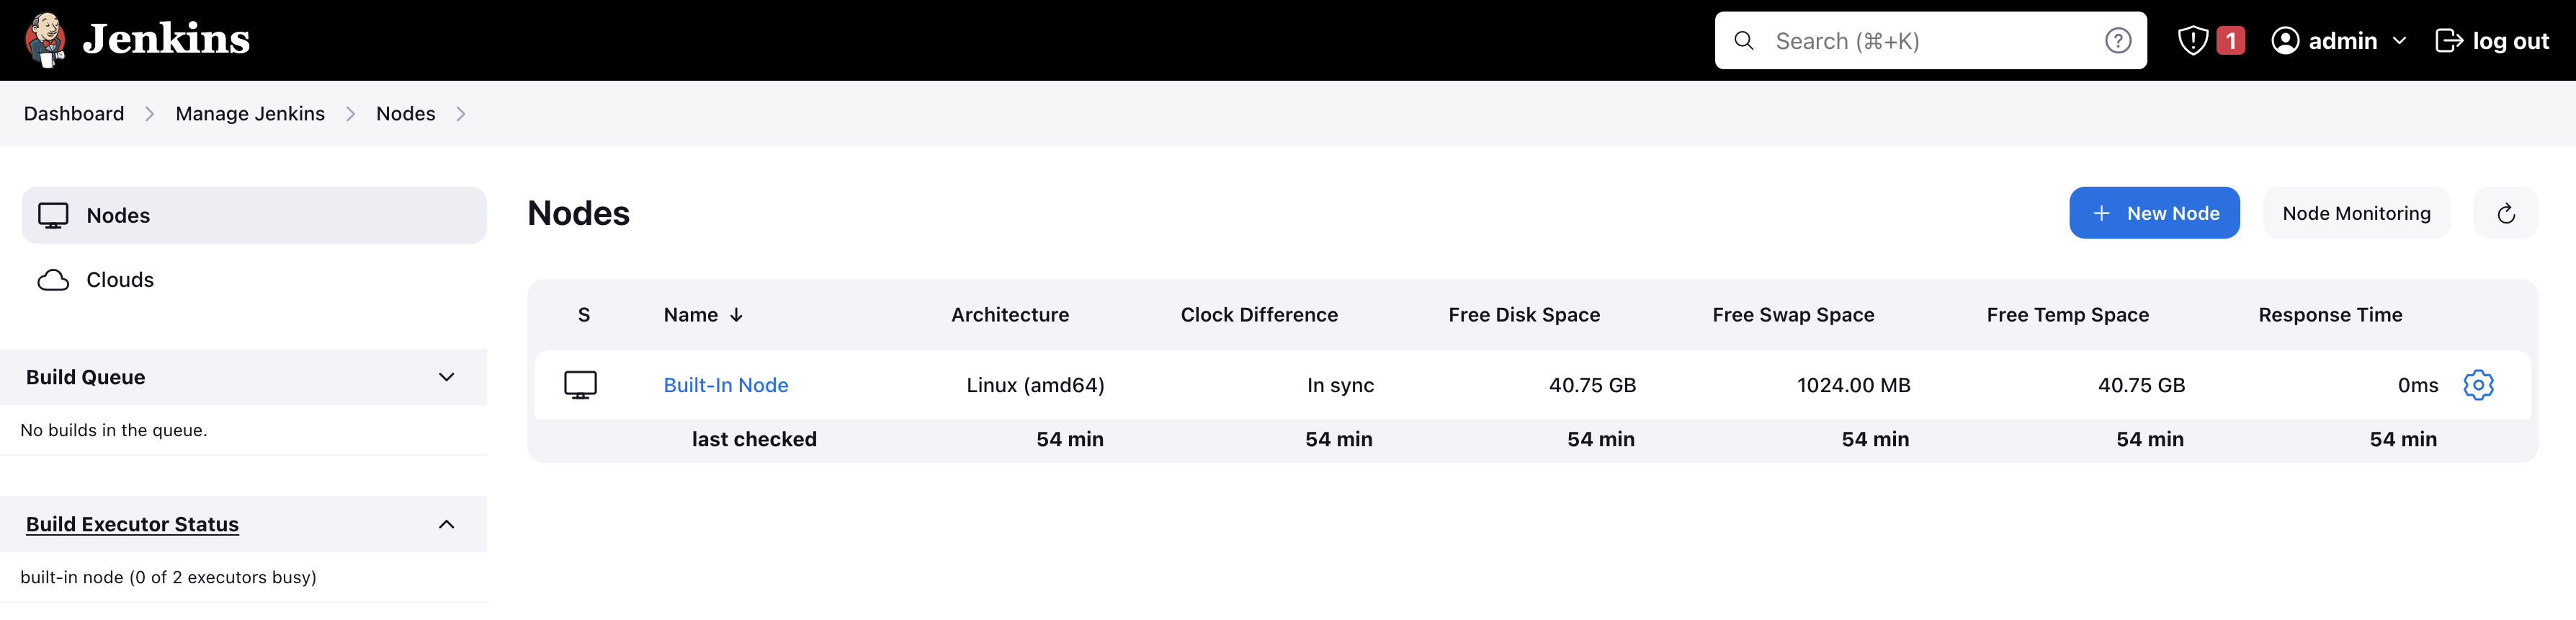 Jenkins
Search (⌘+K)
1
admin
log out
Dashboard
Manage Jenkins
Nodes
Nodes
Clouds
Build Queue
No builds in the queue.
Build Executor Status
built-in node (0 of 2 executors busy)
Nodes
+ New Node
Node Monitoring
S Name ↓ Architecture Clock Difference Free Disk Space Free Swap Space Free Temp Space Response Time
Built-In Node Linux (amd64) In sync 40.75 GB 1024.00 MB 40.75 GB 0ms
last checked 54 min 54 min 54 min 54 min 54 min 54 min